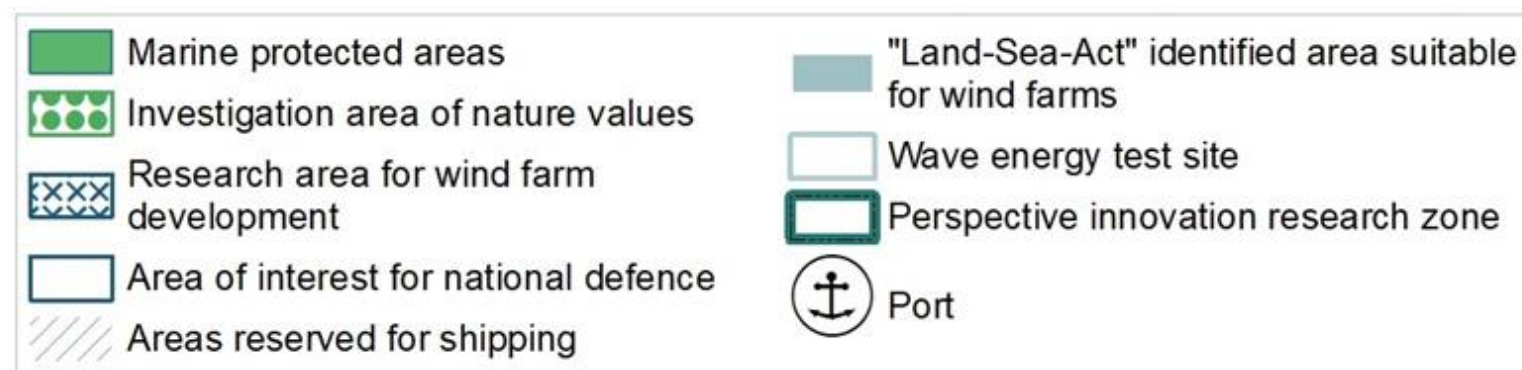 Marine protected areas
Investigation area of nature values
Research area for wind farm
development
Area of interest for national defence
Areas reserved for shipping
"Land-Sea-Act" identified area suitable
for wind farms
Wave energy test site
Perspective innovation research zone
Port